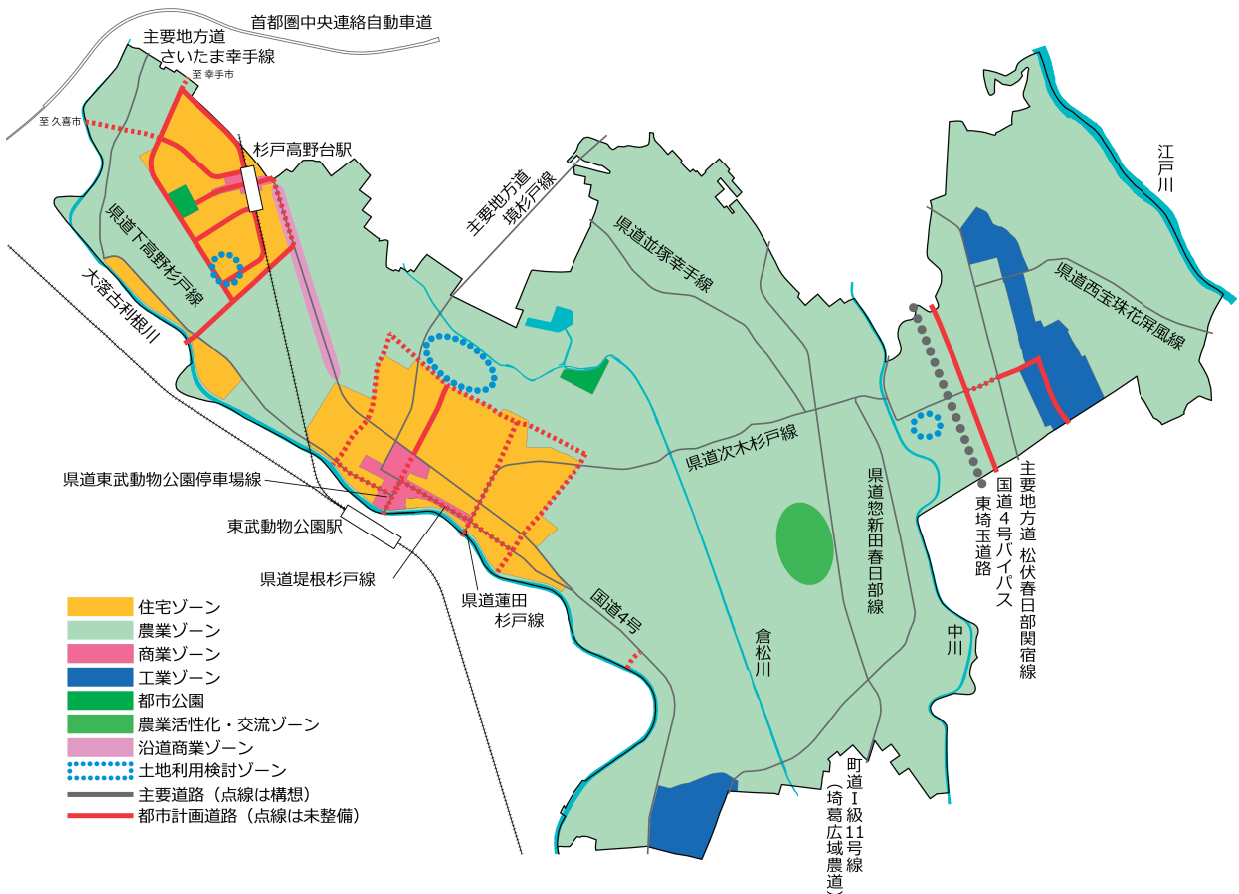 首都圏中央連絡自動車道
主要地方道
さいたま幸手線
至 幸手市
至 久喜市
杉戸高野台駅
主要地方道
境杉戸線
県道並塚幸手線
江戸川
県道西宝珠花屏風線
県道下高野杉戸線
大落古利根川
県道次木杉戸線
県道東武動物公園停車場線
東武動物公園駅
県道堤根杉戸線
県道蓮田
杉戸線
国道4号
倉松川
県道惣新田春日部線
中川
東埼玉道路
国道4号バイパス
主要地方道 松伏春日部関宿線
町道Ⅰ級11号線
（埼葛広域農道）
住宅ゾーン
農業ゾーン
商業ゾーン
工業ゾーン
都市公園
農業活性化・交流ゾーン
沿道商業ゾーン
土地利用検討ゾーン
主要道路（点線は構想）
都市計画道路（点線は未整備）